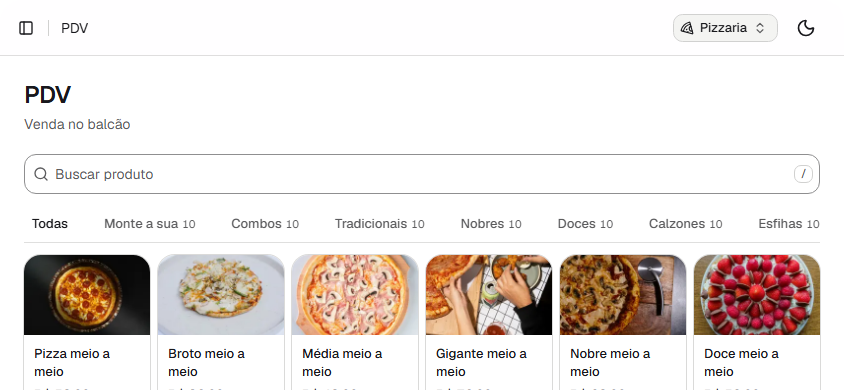 PDV
Pizzaria
PDV
Venda no balcão
Buscar produto /
Todas Monte a sua 10 Combos 10 Tradicionais 10 Nobres 10 Doces 10 Calzones 10 Esfihas 10
Pizza meio a meio
Broto meio a meio
Média meio a meio
Gigante meio a meio
Nobre meio a meio
Doce meio a meio